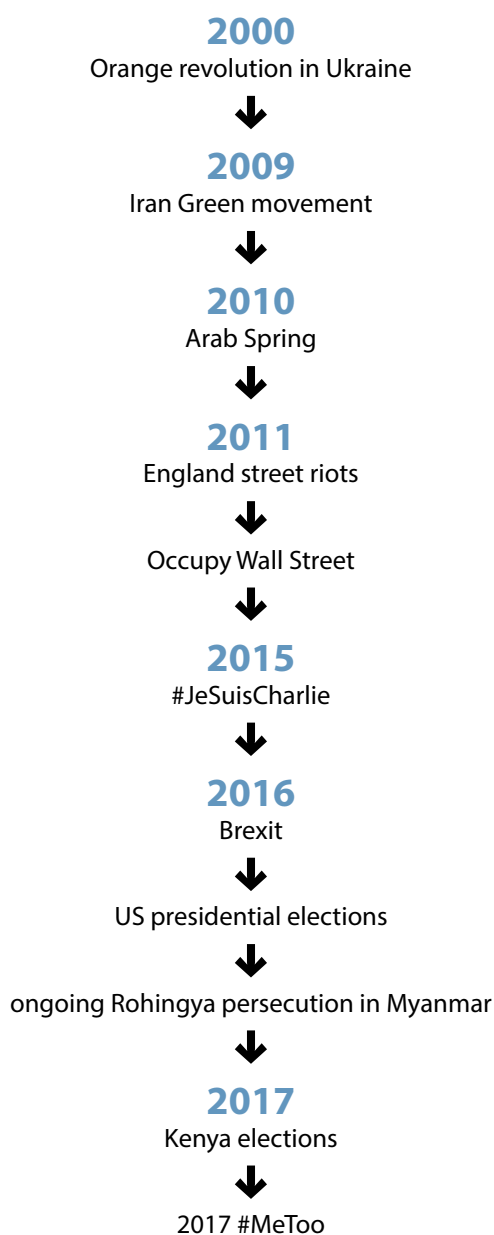 2000
Orange revolution in Ukraine
2009
Iran Green movement
2010
Arab Spring
2011
England street riots
Occupy Wall Street
2015
#JeSuisCharlie
2016
Brexit
US presidential elections
ongoing Rohingya persecution in Myanmar
2017
Kenya elections
2017 #MeToo